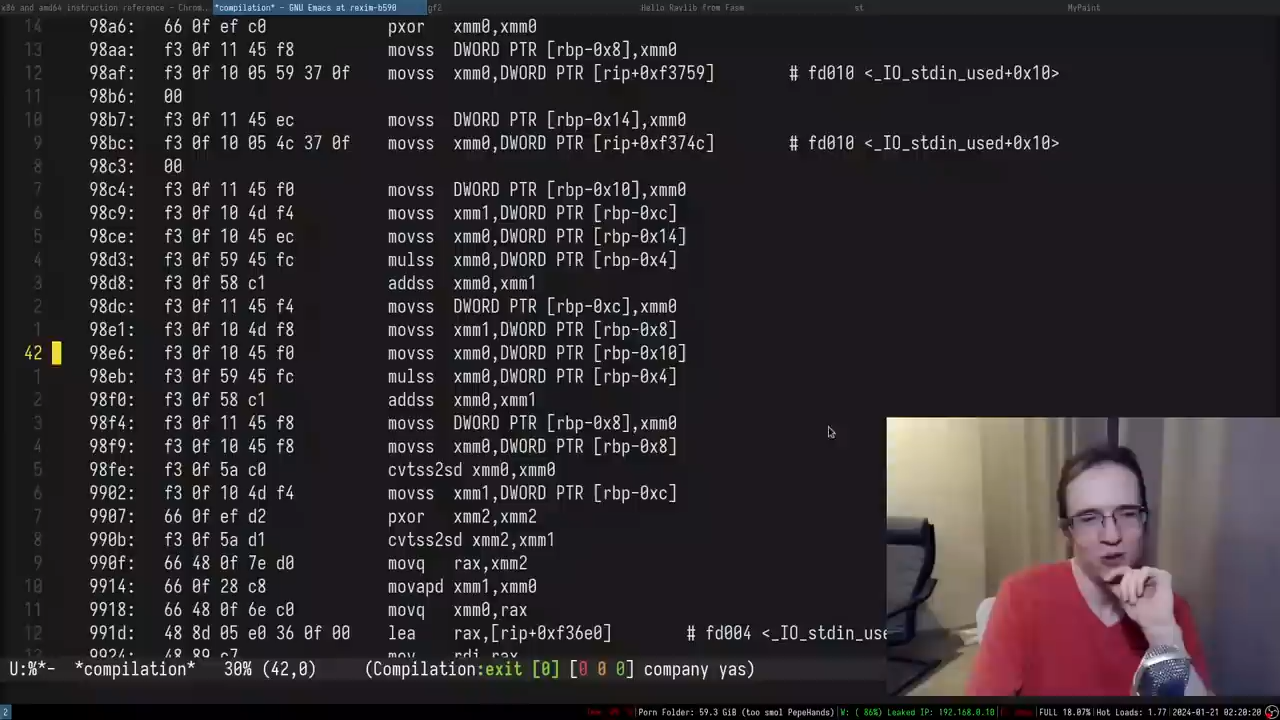 x86 and amd64 instruction reference - Chrom... *compilation* - GNU Emacs at rexim-b590 gf2 Hello Raylib from Fasm st MyPaint
14 98a6: 66 0f ef c0 pxor xmm0,xmm0
13 98aa: f3 0f 11 45 f8 movss DWORD PTR [rbp-0x8],xmm0
12 98af: f3 0f 10 05 59 37 0f movss xmm0,DWORD PTR [rip+0xf3759] # fd010 <_IO_stdin_used+0x10>
11 98b6: 00
10 98b7: f3 0f 11 45 ec movss DWORD PTR [rbp-0x14],xmm0
9 98bc: f3 0f 10 05 4c 37 0f movss xmm0,DWORD PTR [rip+0xf374c] # fd010 <_IO_stdin_used+0x10>
8 98c3: 00
7 98c4: f3 0f 11 45 f0 movss DWORD PTR [rbp-0x10],xmm0
6 98c9: f3 0f 10 4d f4 movss xmm1,DWORD PTR [rbp-0xc]
5 98ce: f3 0f 10 45 ec movss xmm0,DWORD PTR [rbp-0x14]
4 98d3: f3 0f 59 45 fc mulss xmm0,DWORD PTR [rbp-0x4]
3 98d8: f3 0f 58 c1 addss xmm0,xmm1
2 98dc: f3 0f 11 45 f4 movss DWORD PTR [rbp-0xc],xmm0
1 98e1: f3 0f 10 4d f8 movss xmm1,DWORD PTR [rbp-0x8]
42 98e6: f3 0f 10 45 f0 movss xmm0,DWORD PTR [rbp-0x10]
1 98eb: f3 0f 59 45 fc mulss xmm0,DWORD PTR [rbp-0x4]
2 98f0: f3 0f 58 c1 addss xmm0,xmm1
3 98f4: f3 0f 11 45 f8 movss DWORD PTR [rbp-0x8],xmm0
4 98f9: f3 0f 10 45 f8 movss xmm0,DWORD PTR [rbp-0x8]
5 98fe: f3 0f 5a c0 cvtss2sd xmm0,xmm0
6 9902: f3 0f 10 4d f4 movss xmm1,DWORD PTR [rbp-0xc]
7 9907: 66 0f ef d2 pxor xmm2,xmm2
8 990b: f3 0f 5a d1 cvtss2sd xmm2,xmm1
9 990f: 66 48 0f 7e d0 movq rax,xmm2
10 9914: 66 0f 28 c8 movapd xmm1,xmm0
11 9918: 66 48 0f 6e c0 movq xmm0,rax
12 991d: 48 8d 05 e0 36 0f 00 lea rax,[rip+0xf36e0] # fd004 <_IO_stdin_use
9924: 48 89 c7 mov rdi,rax
U:%*- *compilation* 30% (42,0) (Compilation:exit [0] [0 0 0] company yas)
2 Porn Folder: 59.3 GiB (too smol PepeHands) W: ( 86%) Leaked IP: 192.168.0.10 FULL 18.07% Hot Loads: 1.77 2024-01-21 02:20:20